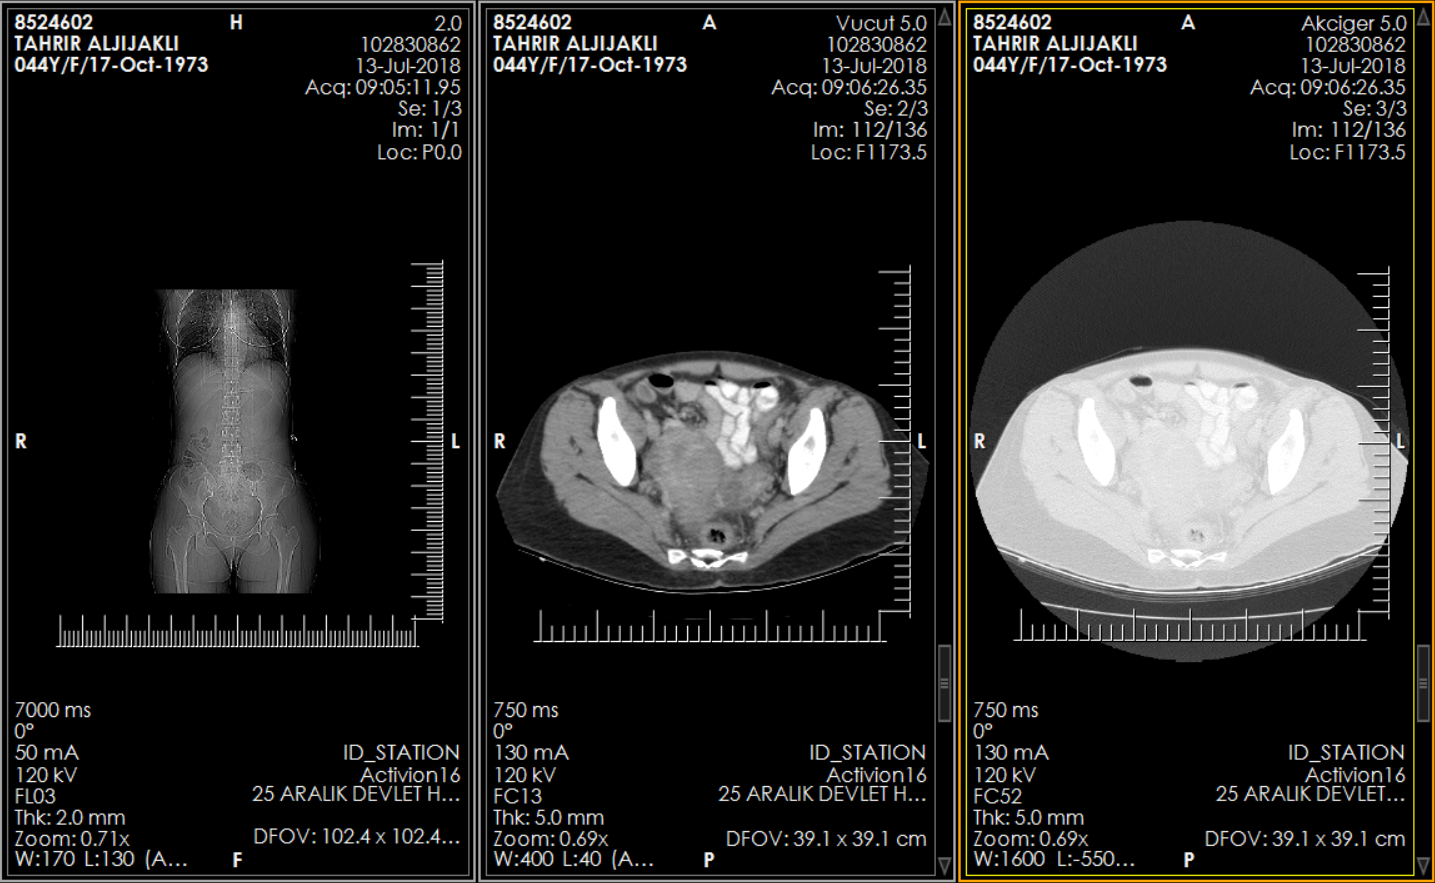 8524602
H
2.0
TAHRIR ALJIJAKLI
102830862
044Y/F/17-Oct-1973
13-Jul-2018
Acq: 09:05:11.95
Se: 1/3
Im: 1/1
Loc: P0.0
R
L
7000 ms
0°
50 mA
ID_STATION
120 kV
Activion16
FL03
25 ARALIK DEVLET H...
Thk: 2.0 mm
Zoom: 0.71x
DFOV: 102.4 x 102.4...
W:170 L:130 (A...
F
8524602
A
Vucut 5.0
TAHRIR ALJIJAKLI
102830862
044Y/F/17-Oct-1973
13-Jul-2018
Acq: 09:06:26.35
Se: 2/3
Im: 112/136
Loc: F1173.5
R
L
750 ms
0°
130 mA
ID_STATION
120 kV
Activion16
FC13
25 ARALIK DEVLET H...
Thk: 5.0 mm
Zoom: 0.69x
DFOV: 39.1 x 39.1 cm
W:400 L:40 (A...
P
8524602
A
Akciger 5.0
TAHRIR ALJIJAKLI
102830862
044Y/F/17-Oct-1973
13-Jul-2018
Acq: 09:06:26.35
Se: 3/3
Im: 112/136
Loc: F1173.5
R
L
750 ms
0°
130 mA
ID_STATION
120 kV
Activion16
FC52
25 ARALIK DEVLET...
Thk: 5.0 mm
Zoom: 0.69x
DFOV: 39.1 x 39.1 cm
W:1600 L:-550...
P